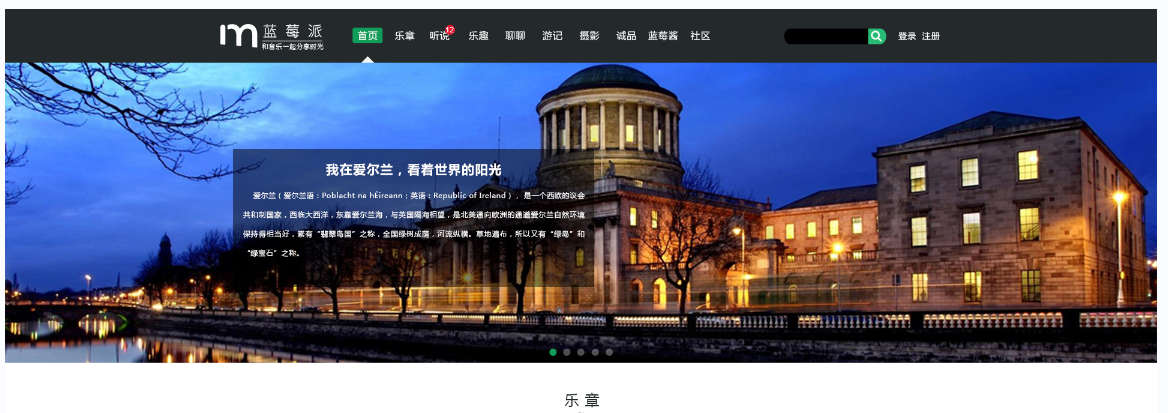 m 蓝莓派
和音乐一起分享时光
首页 乐章 听说 12 乐趣 聊聊 游记 摄影 诚品 蓝莓酱 社区 登录 注册
我在爱尔兰，看着世界的阳光
爱尔兰（爱尔兰语：Poblacht na hÉireann；英语：Republic of Ireland），是一个西欧的议会
共和制国家，西临大西洋，东靠爱尔兰海，与英国隔海相望，是北美通向欧洲的通道爱尔兰自然环境
保持得相当好，素有“翡翠岛国”之称，全国绿树成荫，河流纵横。草地遍布，所以又有“绿岛”和
“绿宝石”之称。
乐 章